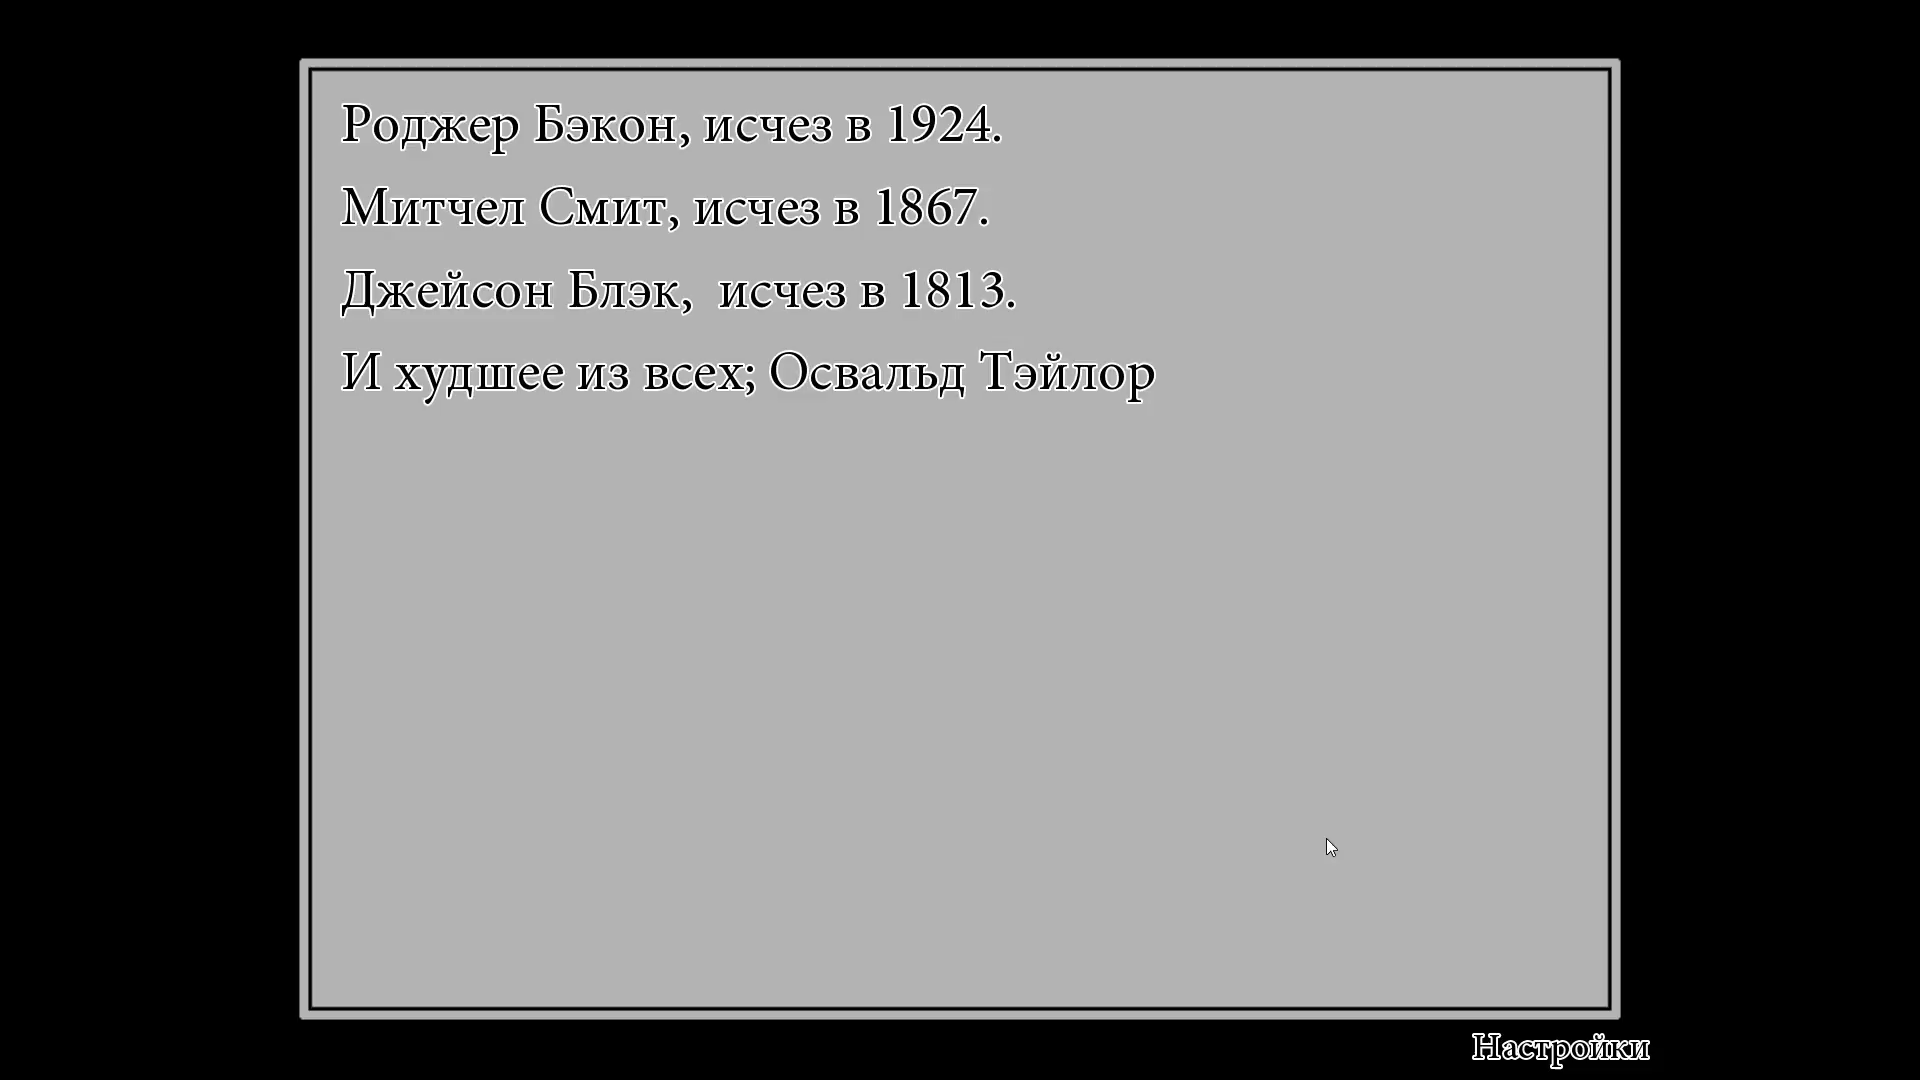 Роджер Бэкон, исчез в 1924.
Митчел Смит, исчез в 1867.
Джейсон Блэк,  исчез в 1813.
И худшее из всех; Освальд Тэйлор
Настройки